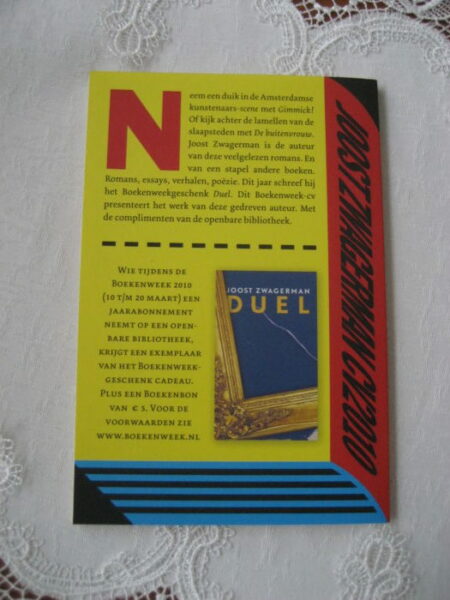 Neem een duik in de Amsterdamse
kunstenaars-scene met Gimmick!
Of kijk achter de lamellen van de
slaapsteden met De buitenvrouw.
Joost Zwagerman is de auteur
van deze veelgelezen romans. En
van een stapel andere boeken.
Romans, essays, verhalen, poëzie. Dit jaar schreef hij
het Boekenweekgeschenk Duel. Dit Boekenweek-cv
presenteert het werk van deze gedreven auteur. Met
de complimenten van de openbare bibliotheek.
Wie tijdens de
Boekenweek 2010
(10 t/m 20 maart) een
jaarabonnement
neemt op een open-
bare bibliotheek,
krijgt een exemplaar
van het Boekenweek-
geschenk cadeau.
Plus een Boekenbon
van € 5. Voor de
voorwaarden zie
www.boekenweek.nl
JOOST ZWAGERMAN
DUEL
JOOST ZWAGERMAN CV2010